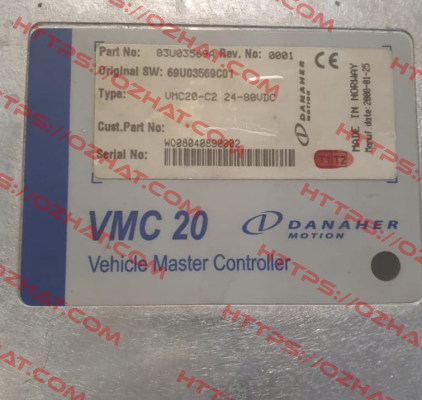 HTTPS://OZHAT.COM
Part No: 83V03569A Rev. No: 0001
Original SW: 69U03569C01
Type: VMC20-C2 24-80VDC
Cust.Part No:
Serial No: WO08040890002
DANAHER
MOTION
CE
MADE IN NORWAY
Manuf.date:2008-01-25
VMC 20
Vehicle Master Controller
DANAHER
MOTION